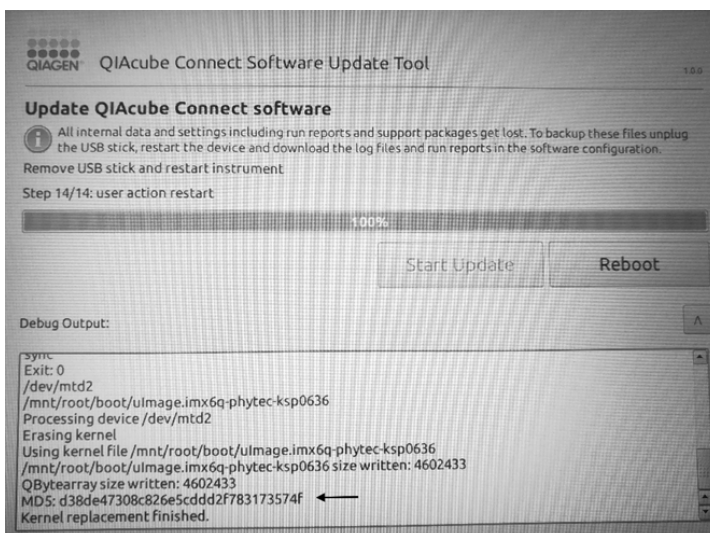 QIAGEN
QIAcube Connect Software Update Tool
1.0.0
Update QIAcube Connect software
All internal data and settings including run reports and support packages get lost. To backup these files unplug
the USB stick, restart the device and download the log files and run reports in the software configuration.
Remove USB stick and restart instrument
Step 14/14: user action restart
100%
Start Update
Reboot
Debug Output:
sync
Exit: 0
/dev/mtd2
/mnt/root/boot/uImage.imx6q-phytec-ksp0636
Processing device /dev/mtd2
Erasing kernel
Using kernel file /mnt/root/boot/uImage.imx6q-phytec-ksp0636
/mnt/root/boot/uImage.imx6q-phytec-ksp0636 size written: 4602433
QBytearray size written: 4602433
MD5: d38de47308c826e5cddd2f783173574f
Kernel replacement finished.